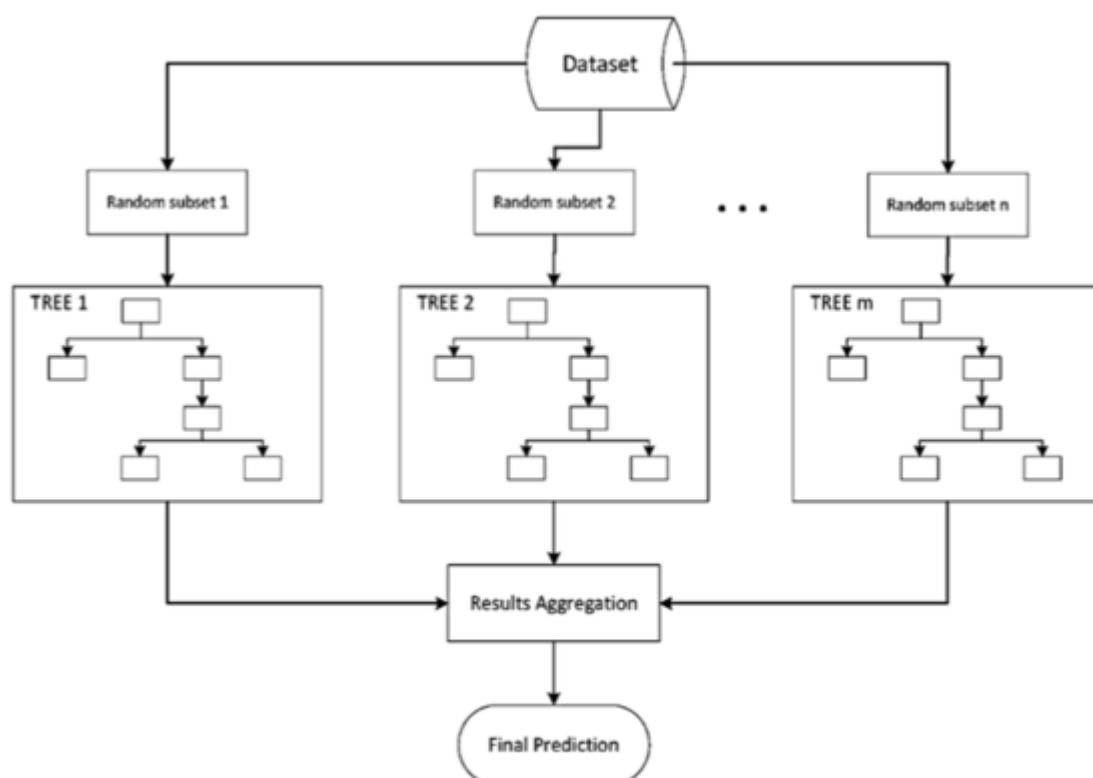 Dataset
Random subset 1
Random subset 2
• • •
Random subset n
TREE 1
TREE 2
TREE m
Results Aggregation
Final Prediction